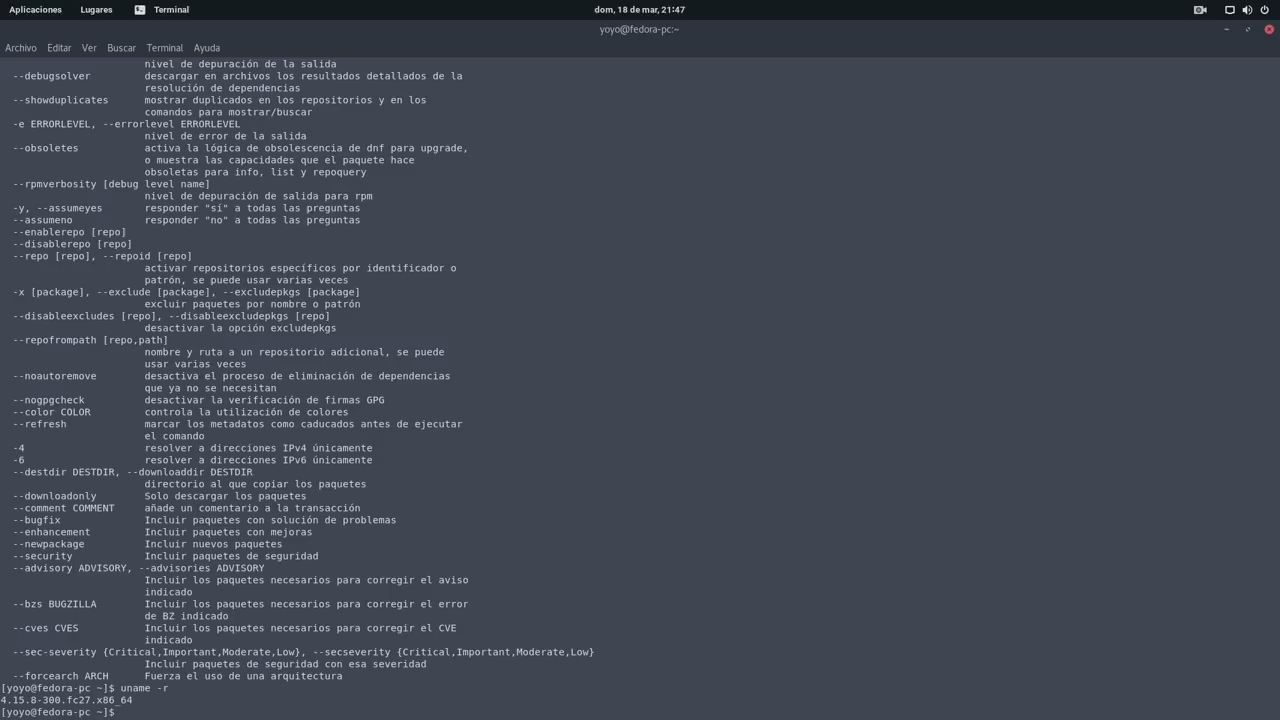 Aplicaciones Lugares Terminal dom, 18 de mar, 21:47
yoyo@fedora-pc:~
Archivo Editar Ver Buscar Terminal Ayuda
nivel de depuración de la salida
--debugsolver descargar en archivos los resultados detallados de la
resolución de dependencias
--showduplicates mostrar duplicados en los repositorios y en los
comandos para mostrar/buscar
-e ERRORLEVEL, --errorlevel ERRORLEVEL
nivel de error de la salida
--obsoletes activa la lógica de obsolescencia de dnf para upgrade,
o muestra las capacidades que el paquete hace
obsoletas para info, list y repoquery
--rpmverbosity [debug level name]
nivel de depuración de salida para rpm
-y, --assumeyes responder "sí" a todas las preguntas
--assumeno responder "no" a todas las preguntas
--enablerepo [repo]
--disablerepo [repo]
--repo [repo], --repoid [repo]
activar repositorios específicos por identificador o
patrón, se puede usar varias veces
-x [package], --exclude [package], --excludepkgs [package]
excluir paquetes por nombre o patrón
--disableexcludes [repo], --disableexcludepkgs [repo]
desactivar la opción excludepkgs
--repofrompath [repo,path]
nombre y ruta a un repositorio adicional, se puede
usar varias veces
--noautoremove desactiva el proceso de eliminación de dependencias
que ya no se necesitan
--nogpgcheck desactivar la verificación de firmas GPG
--color COLOR controla la utilización de colores
--refresh marcar los metadatos como caducados antes de ejecutar
el comando
-4 resolver a direcciones IPv4 únicamente
-6 resolver a direcciones IPv6 únicamente
--destdir DESTDIR, --downloaddir DESTDIR
directorio al que copiar los paquetes
--downloadonly Solo descargar los paquetes
--comment COMMENT añade un comentario a la transacción
--bugfix Incluir paquetes con solución de problemas
--enhancement Incluir paquetes con mejoras
--newpackage Incluir nuevos paquetes
--security Incluir paquetes de seguridad
--advisory ADVISORY, --advisories ADVISORY
Incluir los paquetes necesarios para corregir el aviso
indicado
--bzs BUGZILLA Incluir los paquetes necesarios para corregir el error
de BZ indicado
--cves CVES Incluir los paquetes necesarios para corregir el CVE
indicado
--sec-severity {Critical,Important,Moderate,Low}, --secseverity {Critical,Important,Moderate,Low}
Incluir paquetes de seguridad con esa severidad
--forcearch ARCH Fuerza el uso de una arquitectura
[yoyo@fedora-pc ~]$ uname -r
4.15.8-300.fc27.x86_64
[yoyo@fedora-pc ~]$